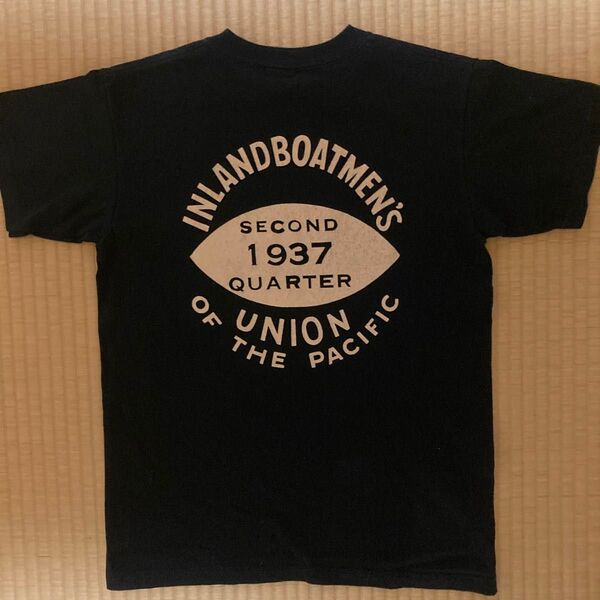 INLANDBOATMEN'S
SECOND
1937
QUARTER
UNION
OF THE PACIFIC